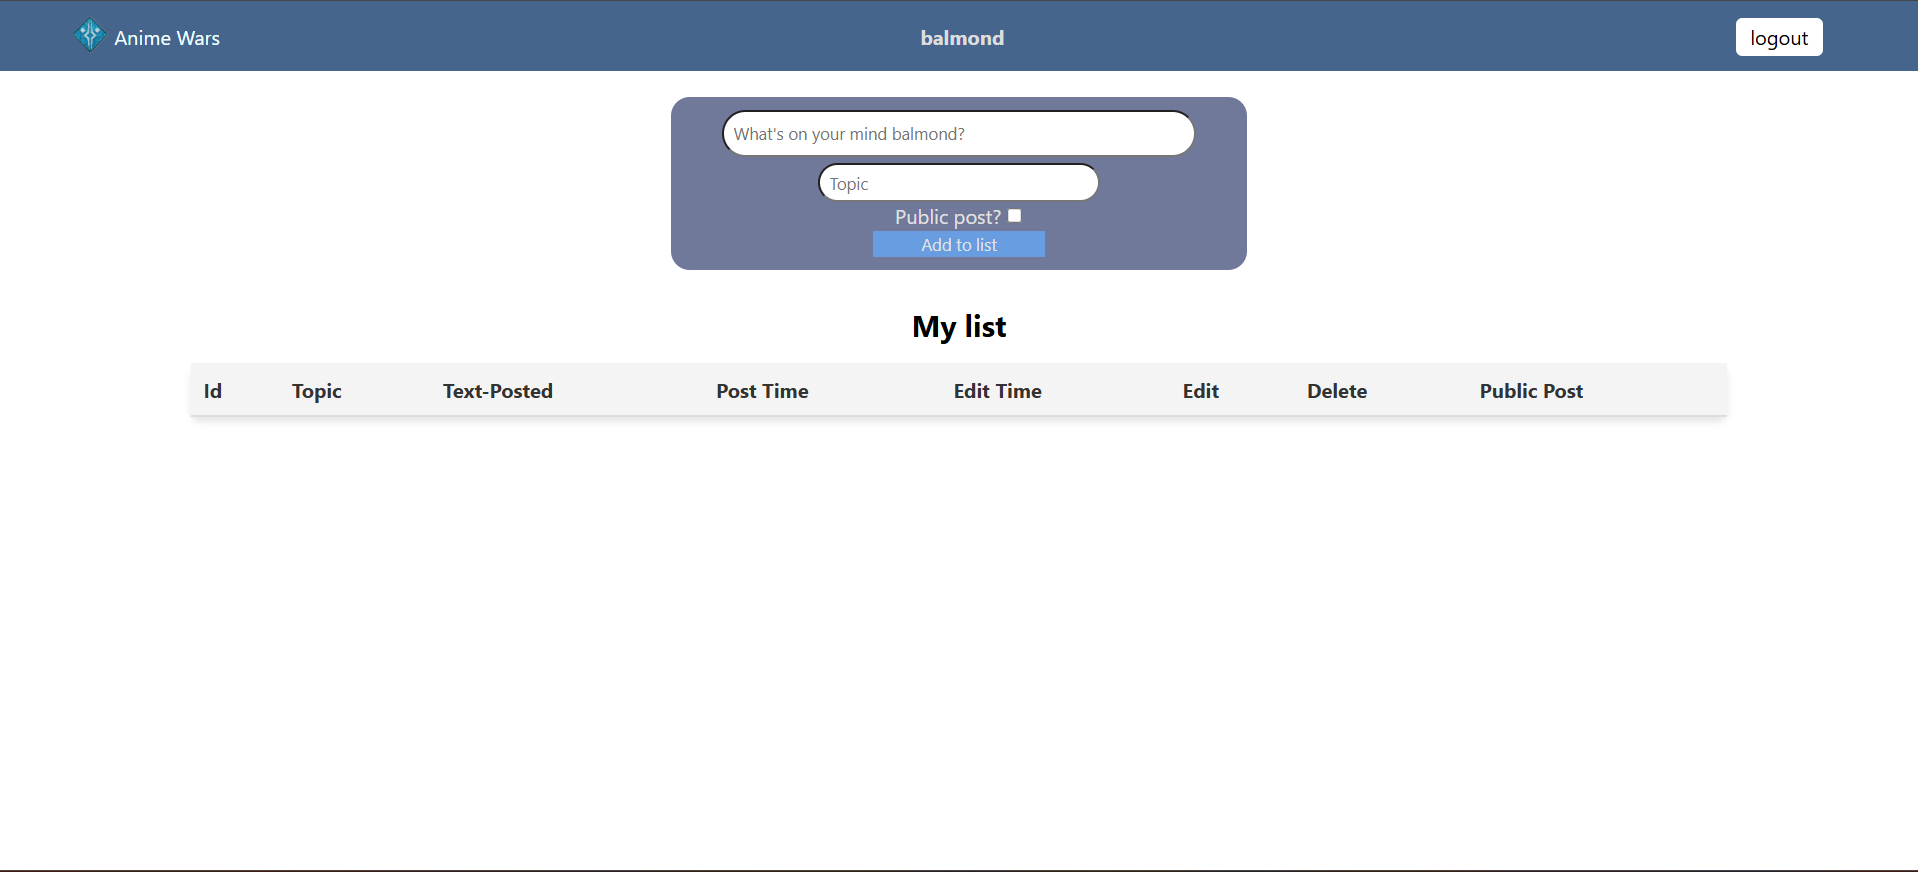 Anime Wars balmond logout
What's on your mind balmond?
Topic
Public post?
Add to list
My list
Id Topic Text-Posted Post Time Edit Time Edit Delete Public Post